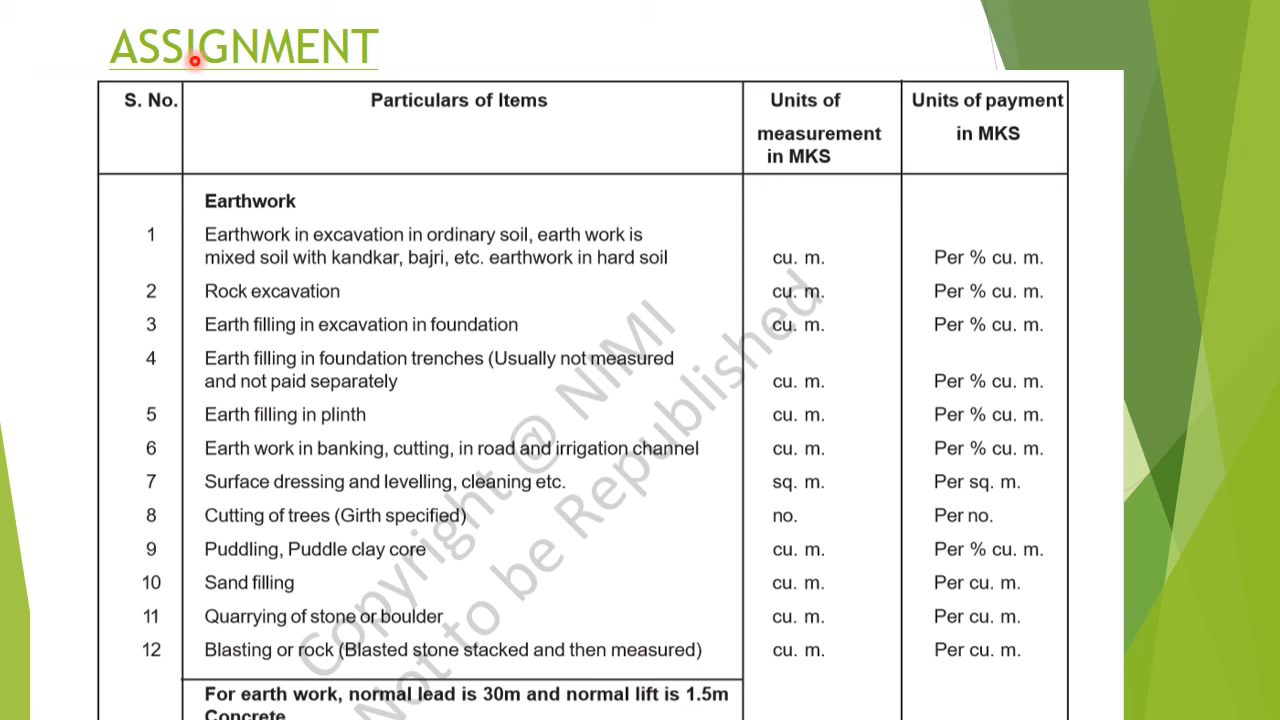 ASSIGNMENT
S. No. Particulars of Items Units of Units of payment
measurement in MKS
in MKS
Earthwork
1 Earthwork in excavation in ordinary soil, earth work is
mixed soil with kandkar, bajri, etc. earthwork in hard soil cu. m. Per % cu. m.
2 Rock excavation cu. m. Per % cu. m.
3 Earth filling in excavation in foundation cu. m. Per % cu. m.
4 Earth filling in foundation trenches (Usually not measured
and not paid separately cu. m. Per % cu. m.
5 Earth filling in plinth cu. m. Per % cu. m.
6 Earth work in banking, cutting, in road and irrigation channel cu. m. Per % cu. m.
7 Surface dressing and levelling, cleaning etc. sq. m. Per sq. m.
8 Cutting of trees (Girth specified) no. Per no.
9 Puddling, Puddle clay core cu. m. Per % cu. m.
10 Sand filling cu. m. Per cu. m.
11 Quarrying of stone or boulder cu. m. Per cu. m.
12 Blasting or rock (Blasted stone stacked and then measured) cu. m. Per cu. m.
For earth work, normal lead is 30m and normal lift is 1.5m
Concrete
Copyright @ NIMI
Not to be Republished